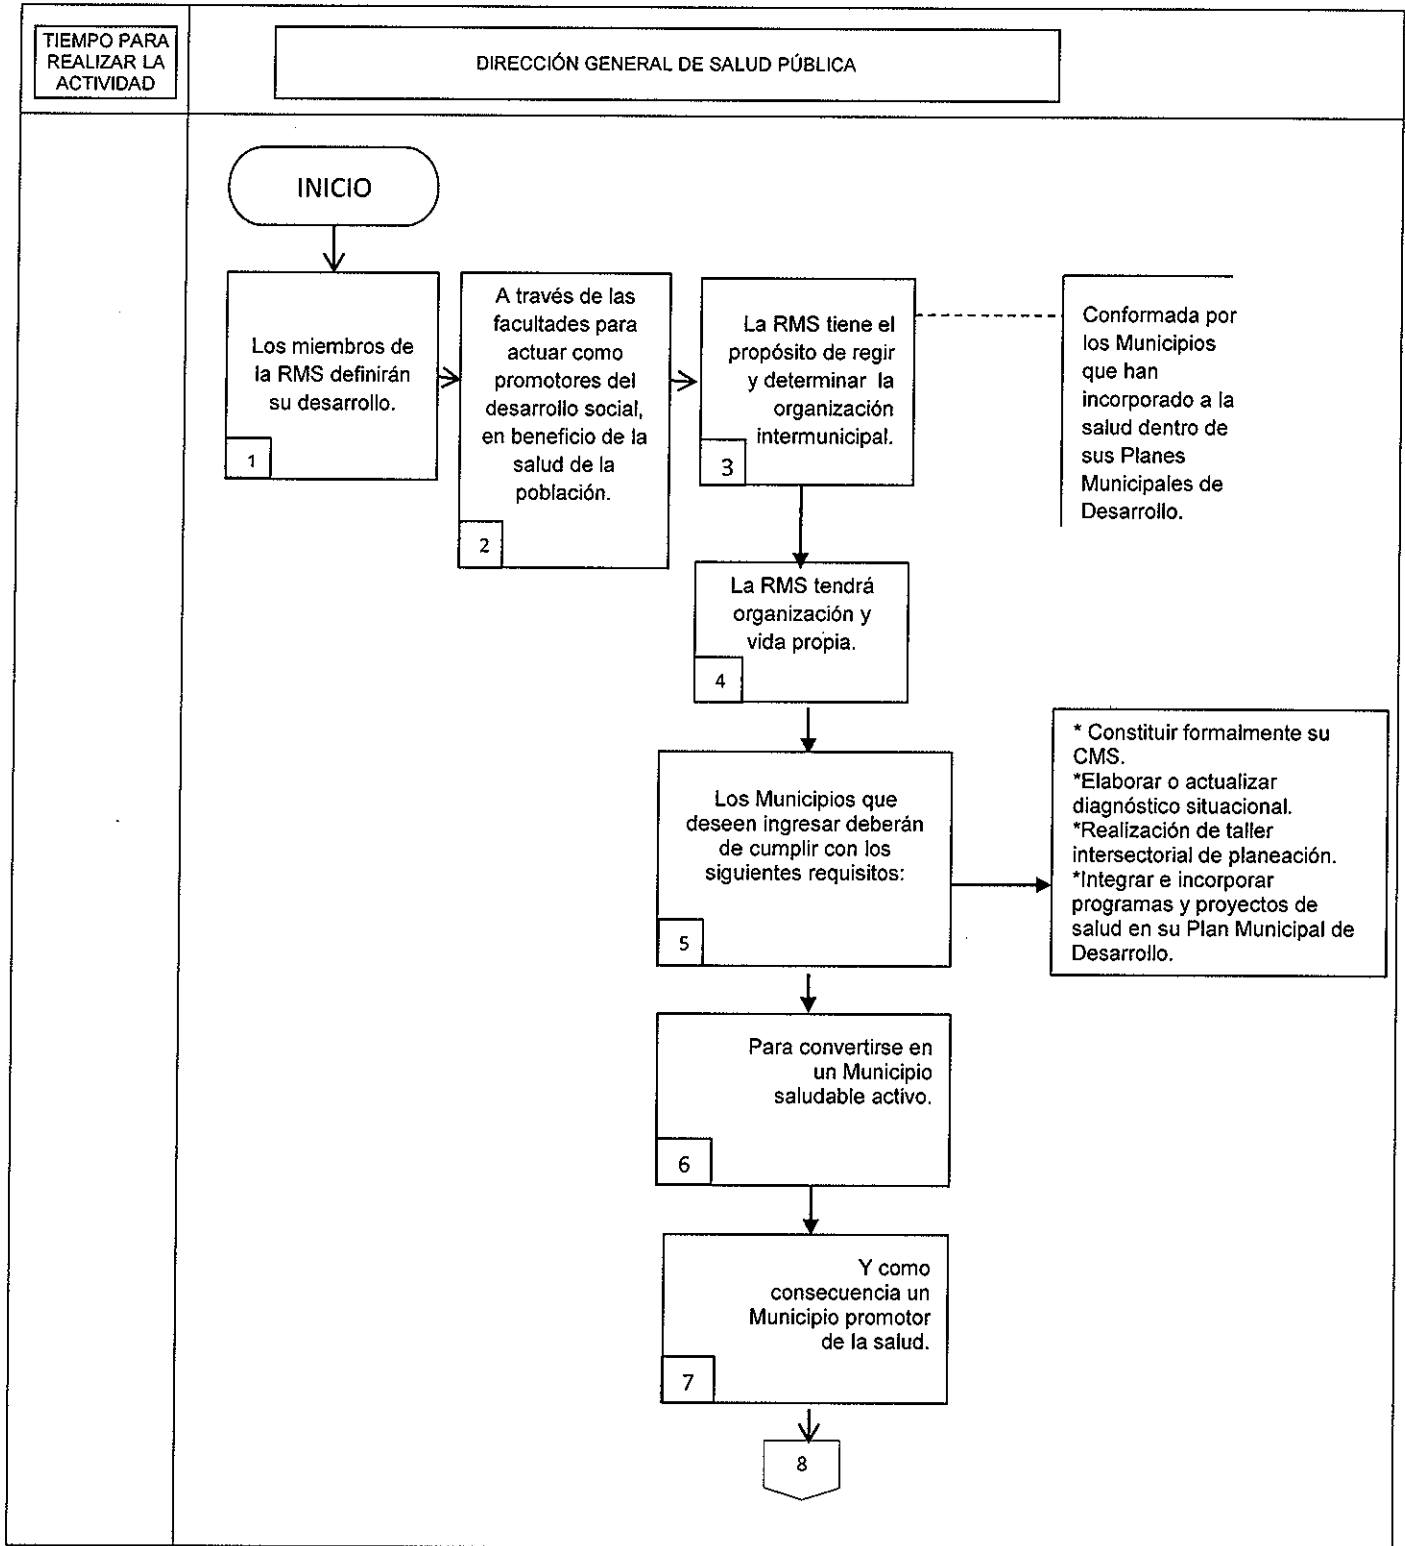 TIEMPO PARA
REALIZAR LA
ACTIVIDAD
DIRECCIÓN GENERAL DE SALUD PÚBLICA
INICIO
Los miembros de
la RMS definirán
su desarrollo.
1
A través de las
facultades para
actuar como
promotores del
desarrollo social,
en beneficio de la
salud de la
población.
2
La RMS tiene el
propósito de regir
y determinar la
organización
intermunicipal.
3
Conformada por
los Municipios
que han
incorporado a la
salud dentro de
sus Planes
Municipales de
Desarrollo.
La RMS tendrá
organización y
vida propia.
4
Los Municipios que
deseen ingresar deberán
de cumplir con los
siguientes requisitos:
5
* Constituir formalmente su
CMS.
*Elaborar o actualizar
diagnóstico situacional.
*Realización de taller
intersectorial de planeación.
*Integrar e incorporar
programas y proyectos de
salud en su Plan Municipal de
Desarrollo.
Para convertirse en
un Municipio
saludable activo.
6
Y como
consecuencia un
Municipio promotor
de la salud.
7
8